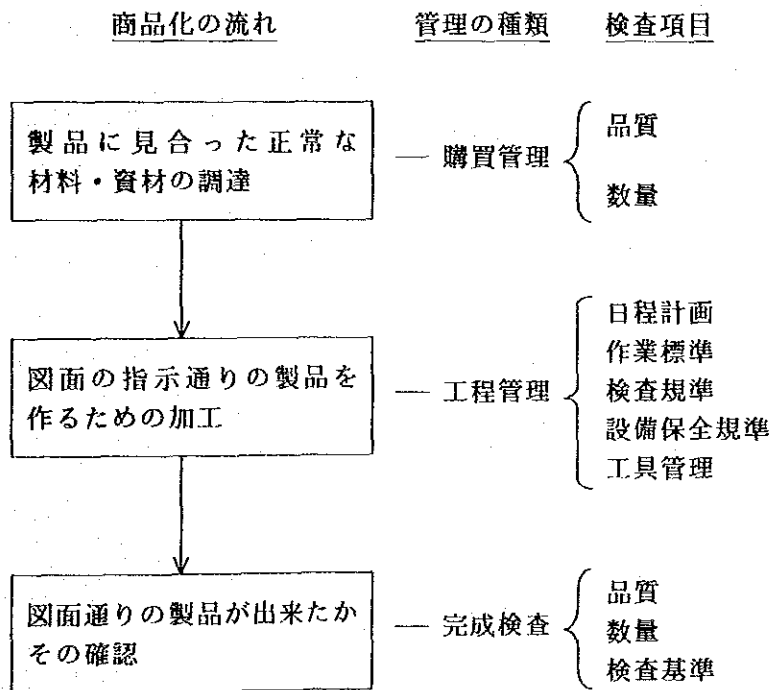 商品化の流れ 管理の種類 検査項目
製品に見合った正常な
材料・資材の調達
― 購買管理
品質
数量
図面の指示通りの製品を
作るための加工
― 工程管理
日程計画
作業標準
検査規準
設備保全規準
工具管理
図面通りの製品が出来たか
その確認
― 完成検査
品質
数量
検査基準